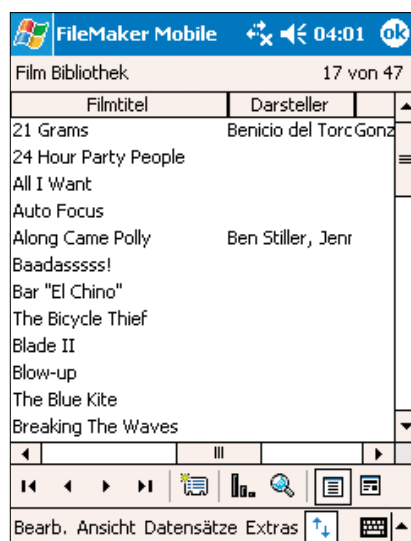 FileMaker Mobile 04:01 ok
Film Bibliothek 17 von 47
Filmtitel Darsteller
21 Grams Benicio del Torc Gonz
24 Hour Party People
All I Want
Auto Focus
Along Came Polly Ben Stiller, Jenr
Baadasssss!
Bar "El Chino"
The Bicycle Thief
Blade II
Blow-up
The Blue Kite
Breaking The Waves
Bearb. Ansicht Datensätze Extras